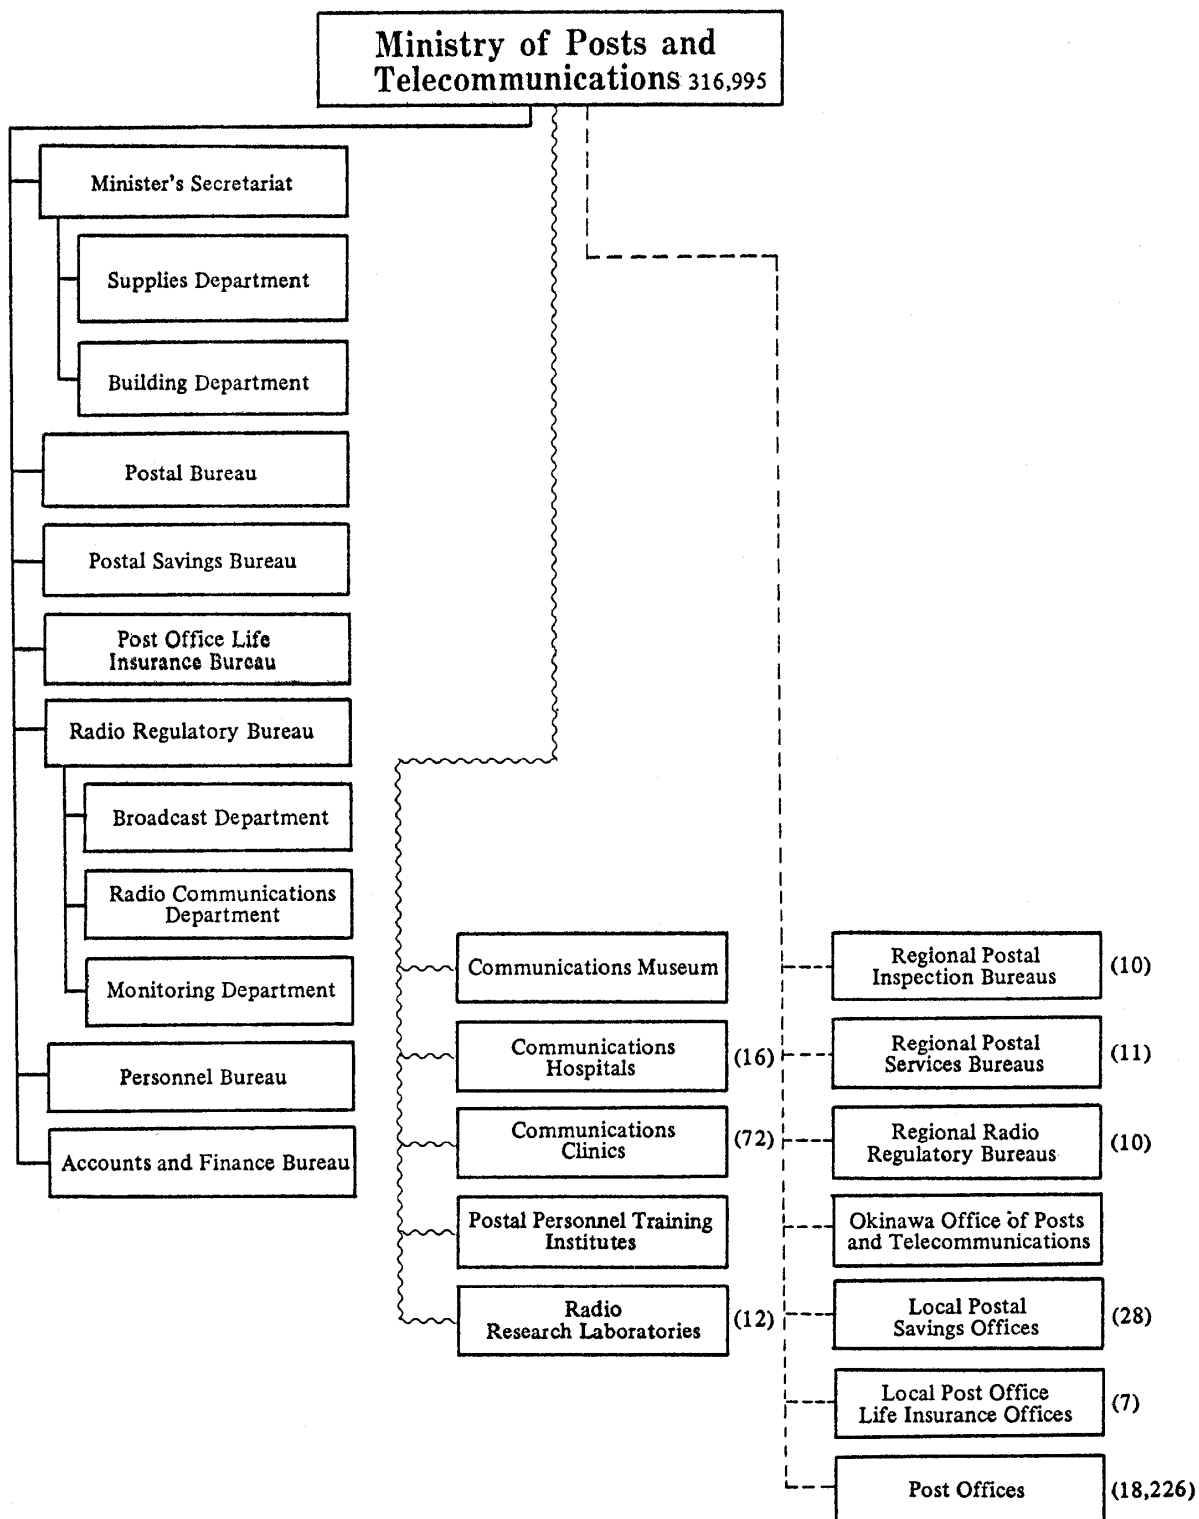 Ministry of Posts and
Telecommunications 316,995
Minister's Secretariat
Supplies Department
Building Department
Postal Bureau
Postal Savings Bureau
Post Office Life
Insurance Bureau
Radio Regulatory Bureau
Broadcast Department
Radio Communications
Department
Monitoring Department
Personnel Bureau
Accounts and Finance Bureau
Communications Museum
Communications
Hospitals
(16)
Communications
Clinics
(72)
Postal Personnel Training
Institutes
Radio
Research Laboratories
(12)
Regional Postal
Inspection Bureaus
(10)
Regional Postal
Services Bureaus
(11)
Regional Radio
Regulatory Bureaus
(10)
Okinawa Office of Posts
and Telecommunications
Local Postal
Savings Offices
(28)
Local Post Office
Life Insurance Offices
(7)
Post Offices
(18,226)